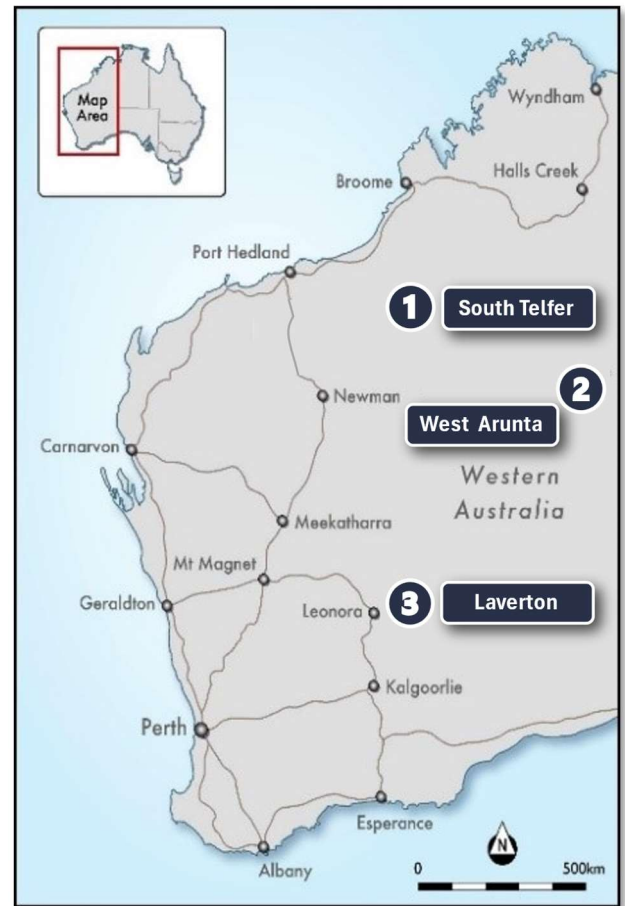 Map
Area
Wyndham
Halls Creek
Broome
Port Hedland
1 South Telfer
2
Newman
West Arunta
Carnarvon
Western
Australia
Meekatharra
Mt Magnet
Geraldton
Leonora
3 Laverton
Kalgoorlie
Perth
Esperance
N
Albany
0 500km